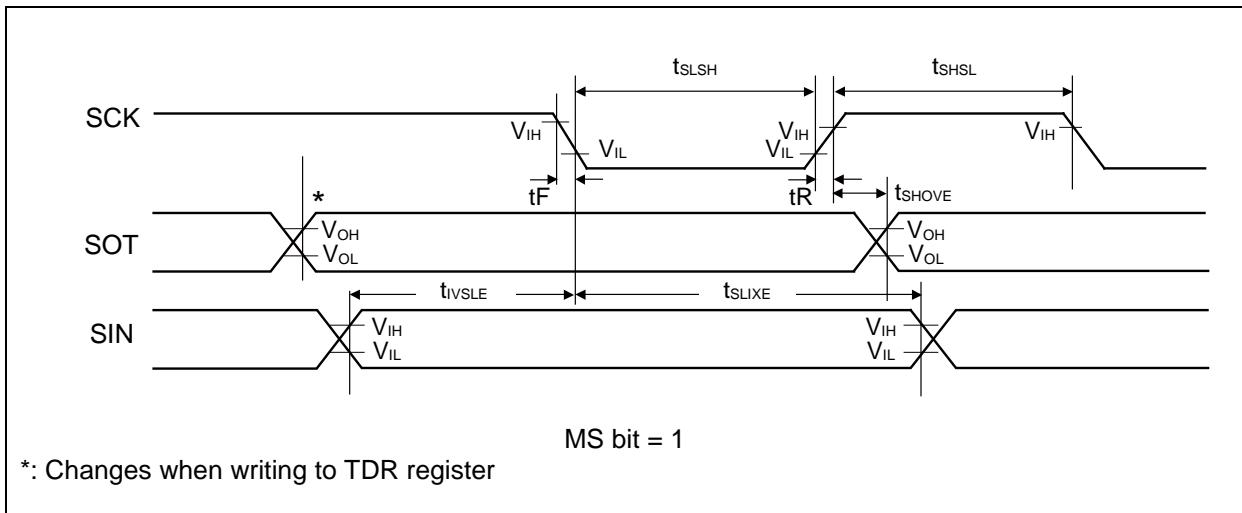 tSLSH tSHSL
SCK
VIH VIL VIH VIL VIH
tF tR tSHOVE
*
SOT
VOH VOH
VOL VOL
tIVSLE tSLIXE
SIN
VIH VIH
VIL VIL
MS bit = 1
*: Changes when writing to TDR register